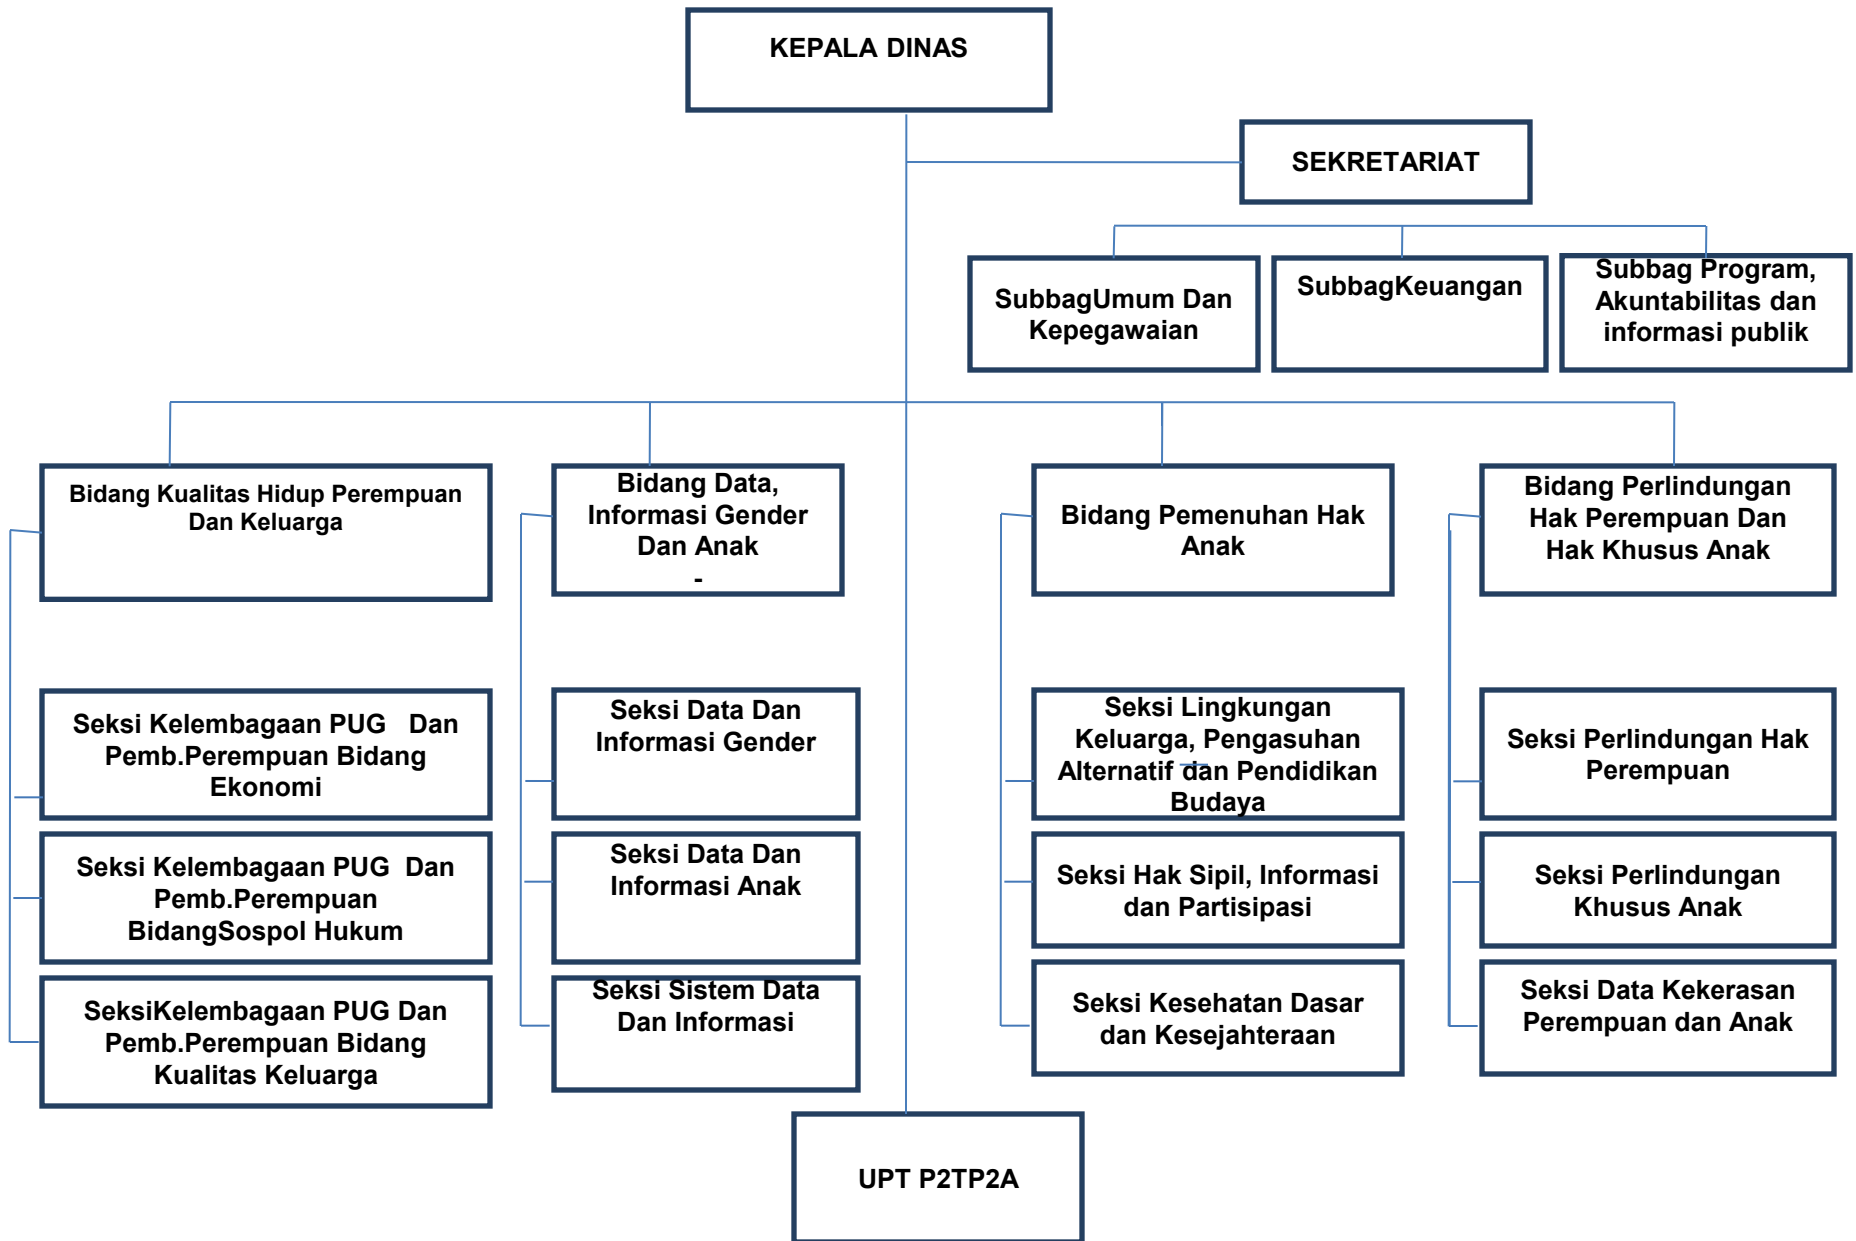 KEPALA DINAS
SEKRETARIAT
SubbagUmum Dan
Kepegawaian
SubbagKeuangan
Subbag Program,
Akuntabilitas dan
informasi publik
Bidang Kualitas Hidup Perempuan
Dan Keluarga
Bidang Data,
Informasi Gender
Dan Anak
-
Bidang Pemenuhan Hak
Anak
Bidang Perlindungan
Hak Perempuan Dan
Hak Khusus Anak
Seksi Kelembagaan PUG   Dan
Pemb.Perempuan Bidang
Ekonomi
Seksi Data Dan
Informasi Gender
Seksi Lingkungan
Keluarga, Pengasuhan
Alternatif dan Pendidikan
Budaya
Seksi Perlindungan Hak
Perempuan
Seksi Kelembagaan PUG  Dan
Pemb.Perempuan
BidangSospol Hukum
Seksi Data Dan
Informasi Anak
Seksi Hak Sipil, Informasi
dan Partisipasi
Seksi Perlindungan
Khusus Anak
SeksiKelembagaan PUG Dan
Pemb.Perempuan Bidang
Kualitas Keluarga
Seksi Sistem Data
Dan Informasi
Seksi Kesehatan Dasar
dan Kesejahteraan
Seksi Data Kekerasan
Perempuan dan Anak
UPT P2TP2A